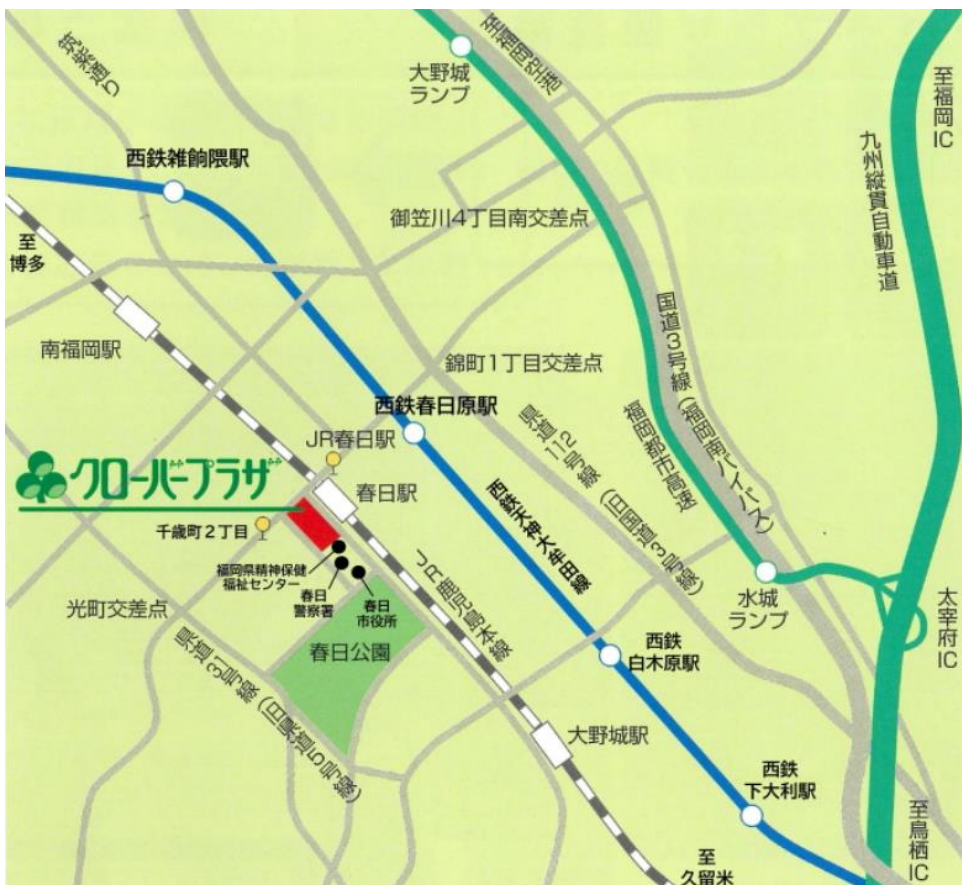 筑紫通り
大野城
ランプ
至福岡空港
至福岡IC
九州縦貫自動車道
西鉄雑餉隈駅
御笠川4丁目南交差点
至
博多
南福岡駅
国道3号線(福岡南バイパス)
錦町1丁目交差点
西鉄春日原駅
県道112号線(旧国道3号線)
福岡都市高速
JR春日駅
クローバープラザ
春日駅
西鉄天神大牟田線
千歳町2丁目
福岡県精神保健
福祉センター
春日
警察署
春日
市役所
JR鹿児島本線
光町交差点
春日公園
県道31号線(旧県道5号線)
水城
ランプ
太宰府IC
西鉄
白木原駅
大野城駅
西鉄
下大利駅
至鳥栖IC
至
久留米